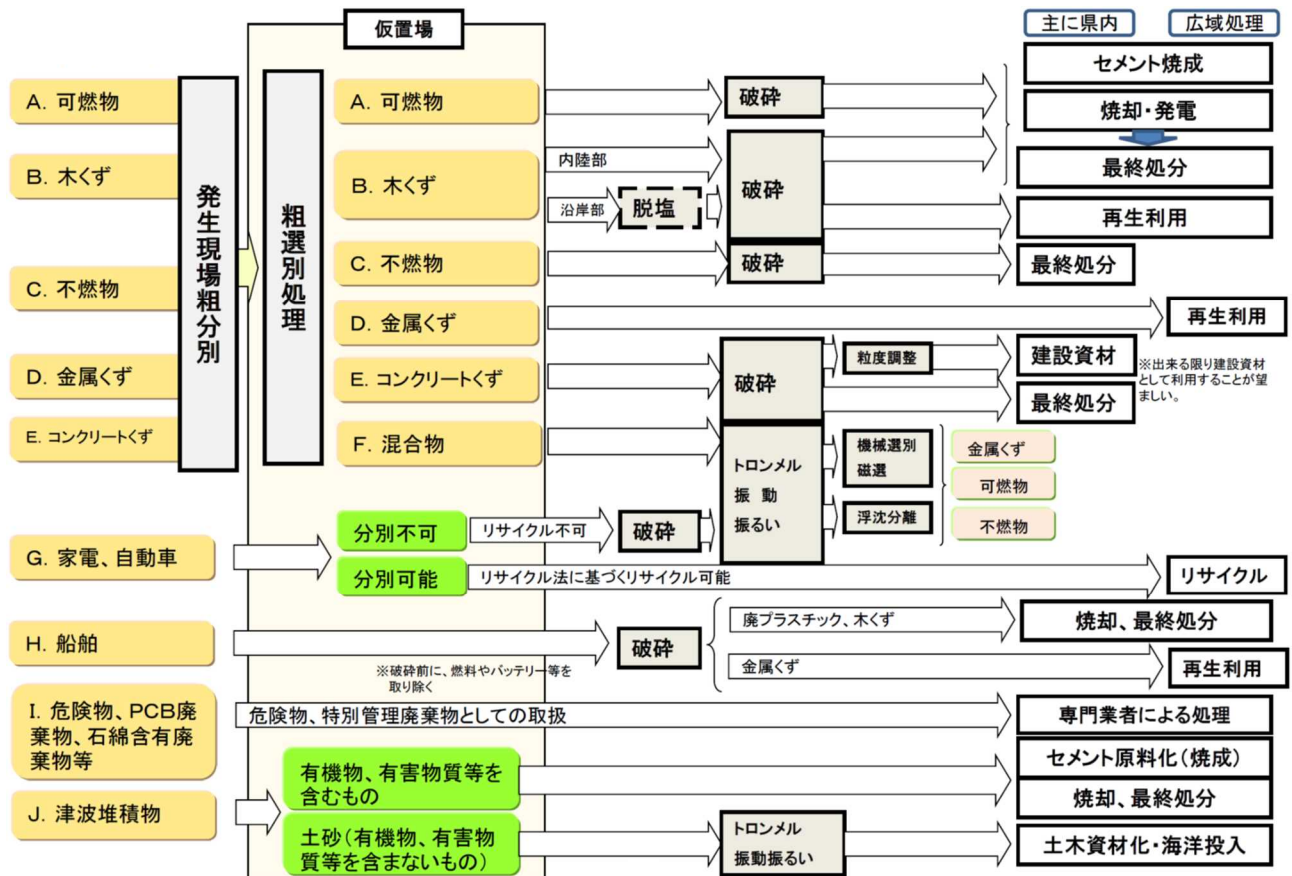 仮置場
主に県内
広域処理
A. 可燃物
B. 木くず
C. 不燃物
D. 金属くず
E. コンクリートくず
発生現場粗分別
粗選別処理
A. 可燃物
破砕
セメント焼成
焼却・発電
最終処分
B. 木くず
内陸部
沿岸部
脱塩
破砕
再生利用
C. 不燃物
破砕
最終処分
D. 金属くず
再生利用
E. コンクリートくず
破砕
粒度調整
建設資材
※出来る限り建設資材
として利用することが望
ましい。
最終処分
F. 混合物
トロンメル
振 動
振るい
機械選別
磁選
浮沈分離
金属くず
可燃物
不燃物
G. 家電、自動車
分別不可
リサイクル不可
破砕
分別可能
リサイクル法に基づくリサイクル可能
リサイクル
H. 船舶
※破砕前に、燃料やバッテリー等を
取り除く
破砕
廃プラスチック、木くず
焼却、最終処分
金属くず
再生利用
I. 危険物、PCB廃
棄物、石綿含有廃
棄物等
危険物、特別管理廃棄物としての取扱
専門業者による処理
J. 津波堆積物
有機物、有害物質等を
含むもの
セメント原料化(焼成)
焼却、最終処分
土砂(有機物、有害物
質等を含まないもの)
トロンメル
振動振るい
土木資材化・海洋投入